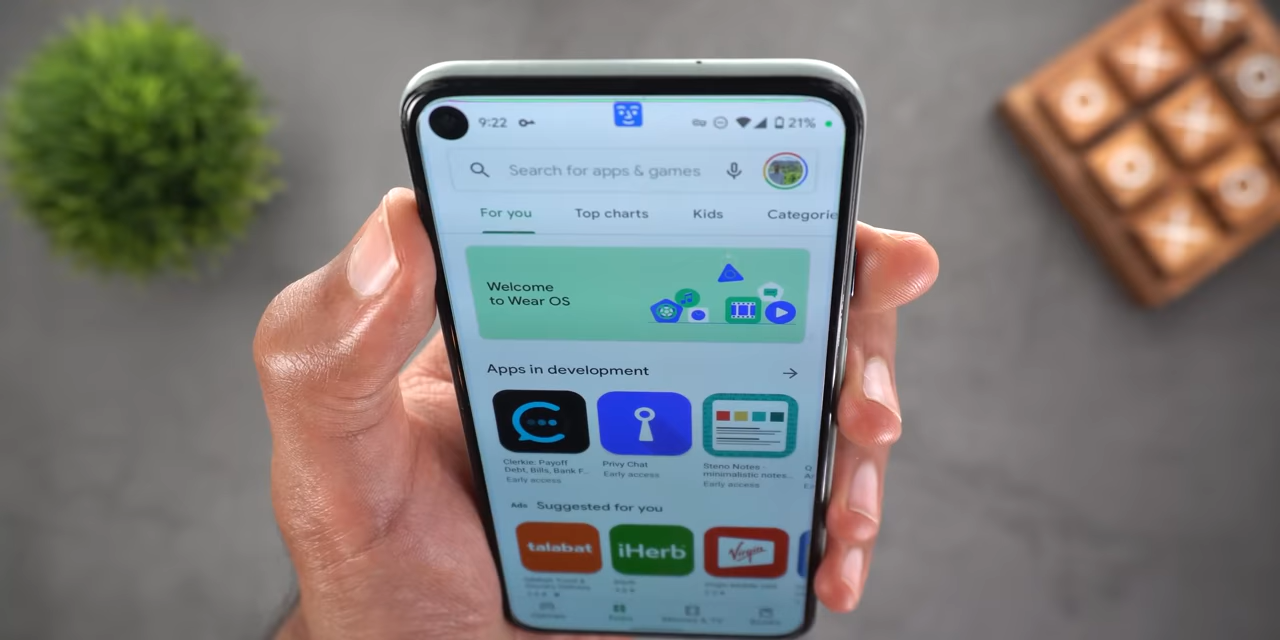 9:22
21%
Search for apps & games
For you Top charts Kids Categorie
Welcome
to Wear OS
Apps in development
Clerkie: Payoff
Debt, Bills, Bank F...
Early access
Privy Chat
Early access
Steno Notes -
minimalistic notes...
Early access
Ads Suggested for you
talabat
iHerb
Virgin